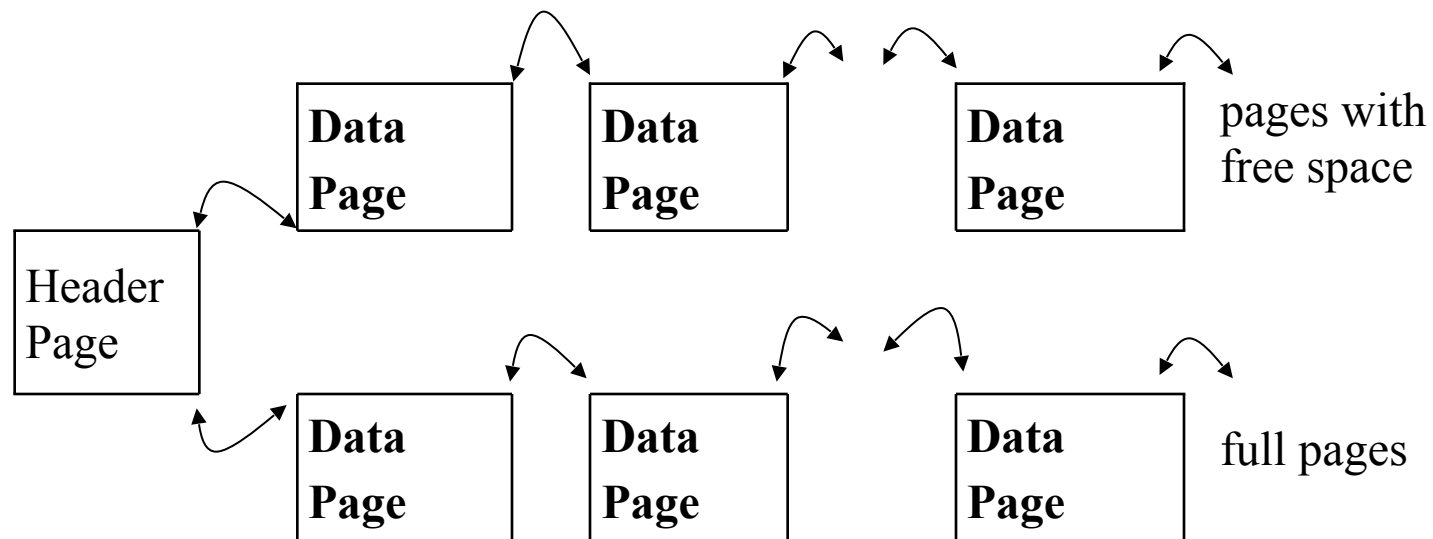 Data
Page
Data
Page
Data
Page
pages with
free space
Header
Page
Data
Page
Data
Page
Data
Page
full pages